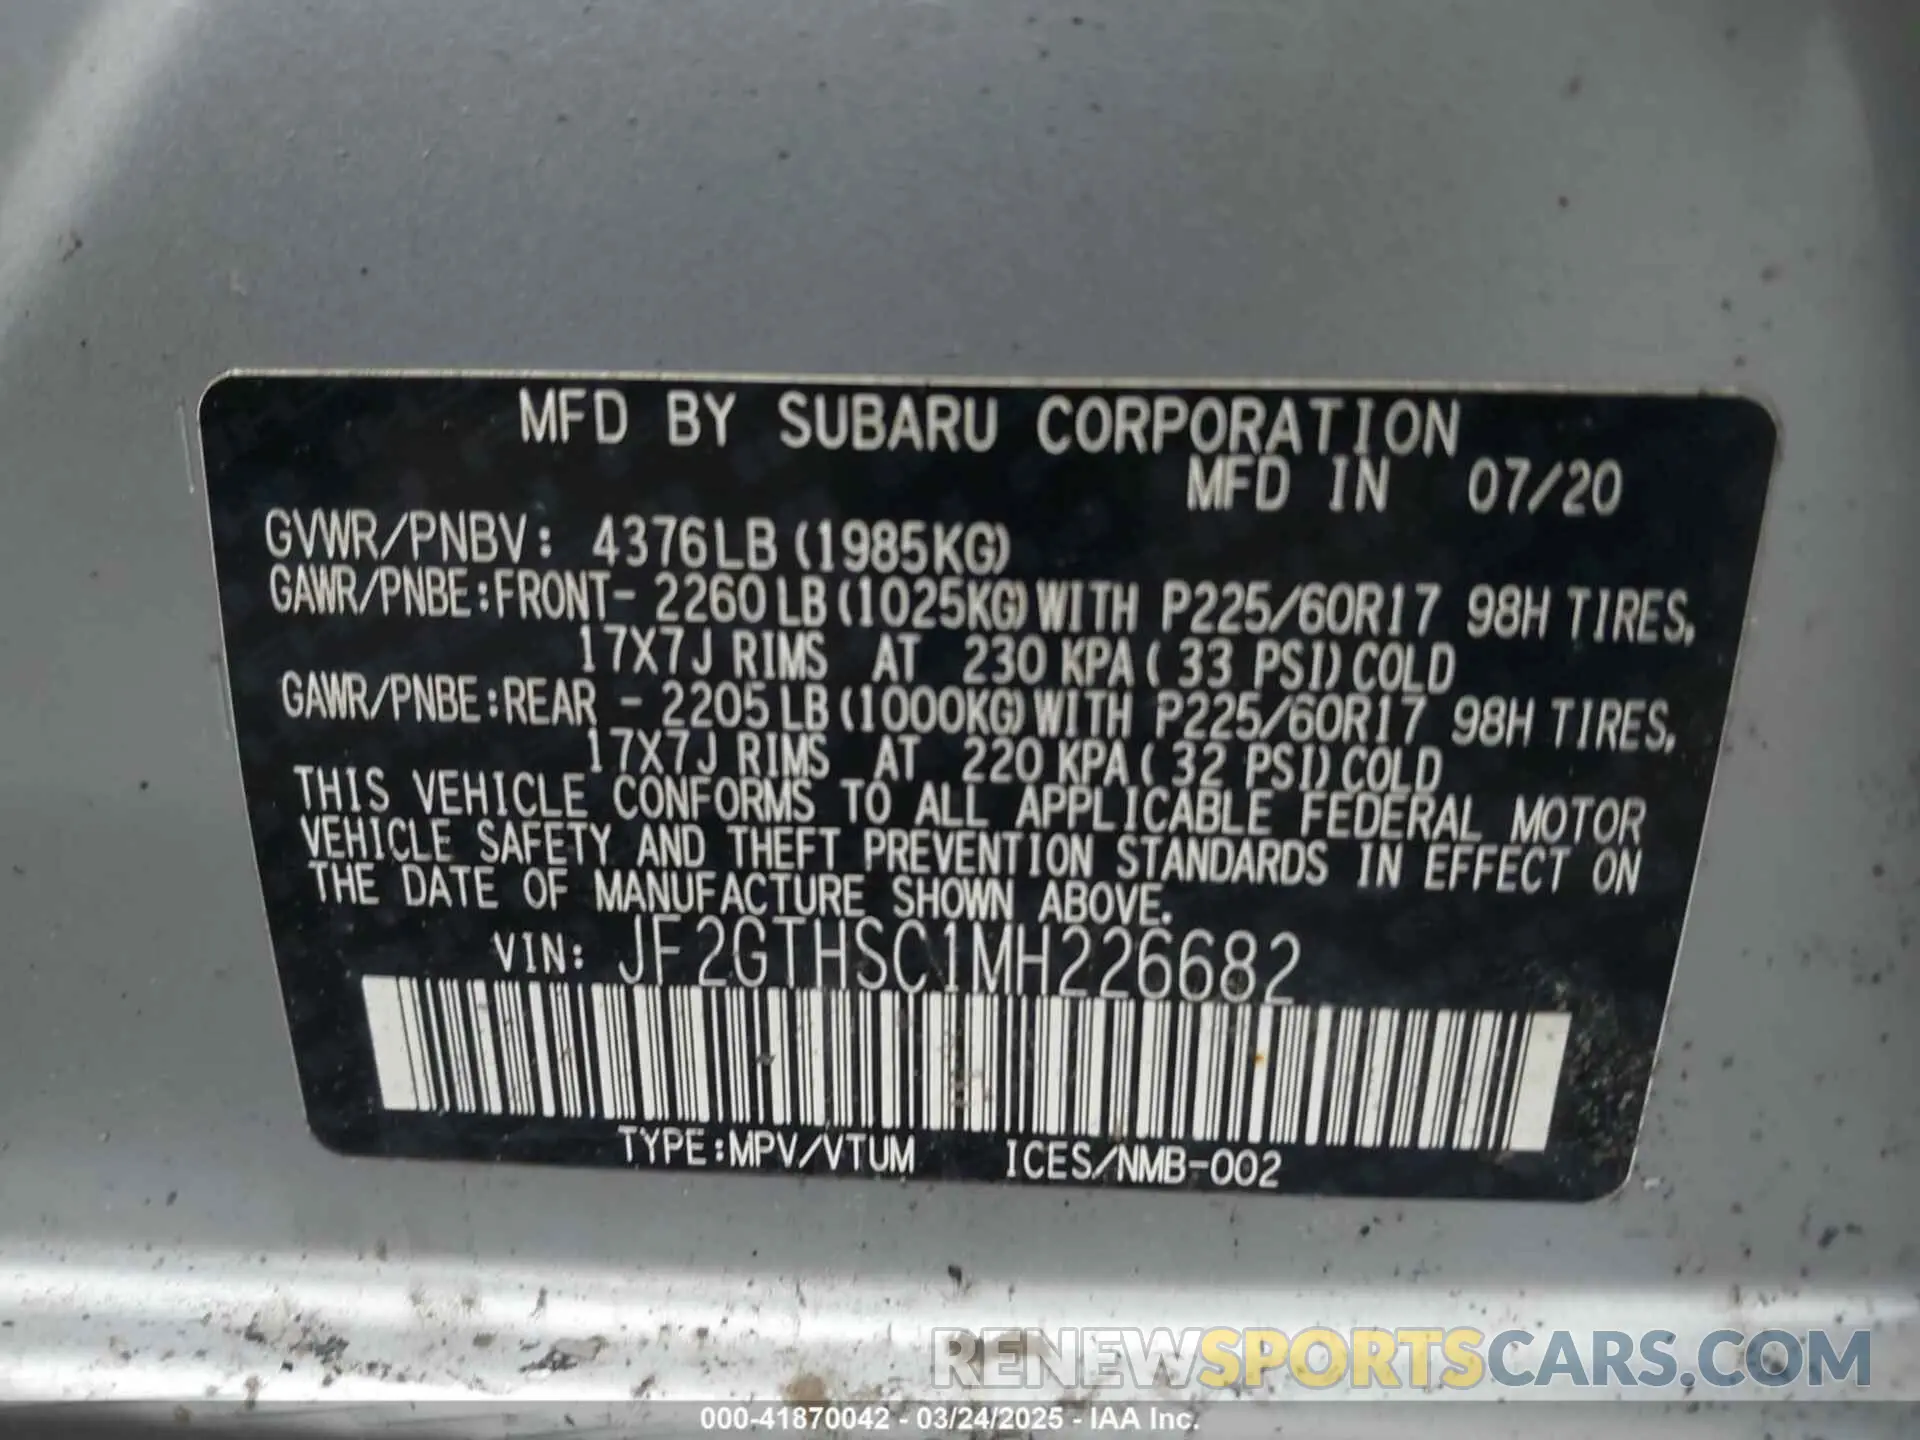 MFD BY SUBARU CORPORATION
MFD IN 07/20
GVWR/PNBV: 4376LB (1985KG)
GAWR/PNBE:FRONT- 2260LB(1025KG)WITH P225/60R17 98H TIRES,
17X7J RIMS AT 230 KPA( 33 PSI)COLD
GAWR/PNBE:REAR - 2205LB(1000KG)WITH P225/60R17 98H TIRES,
17X7J RIMS AT 220 KPA( 32 PSI)COLD
THIS VEHICLE CONFORMS TO ALL APPLICABLE FEDERAL MOTOR
VEHICLE SAFETY AND THEFT PREVENTION STANDARDS IN EFFECT ON
THE DATE OF MANUFACTURE SHOWN ABOVE.
VIN: JF2GTHSC1MH226682
TYPE:MPV/VTUM ICES/NMB-002
RENEWSPORTSCARS.COM
000-41870042 - 03/24/2025 - IAA Inc.